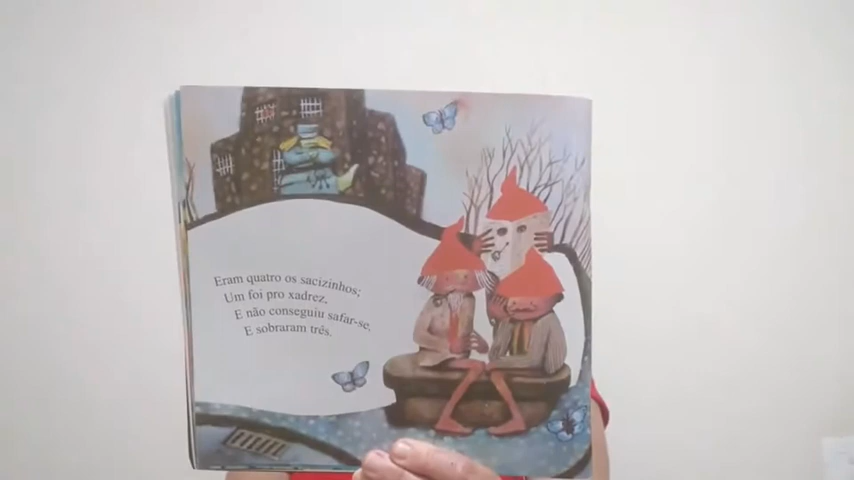 Eram quatro os sacizinhos;
Um foi pro xadrez,
E não conseguiu safar-se,
E sobraram três.